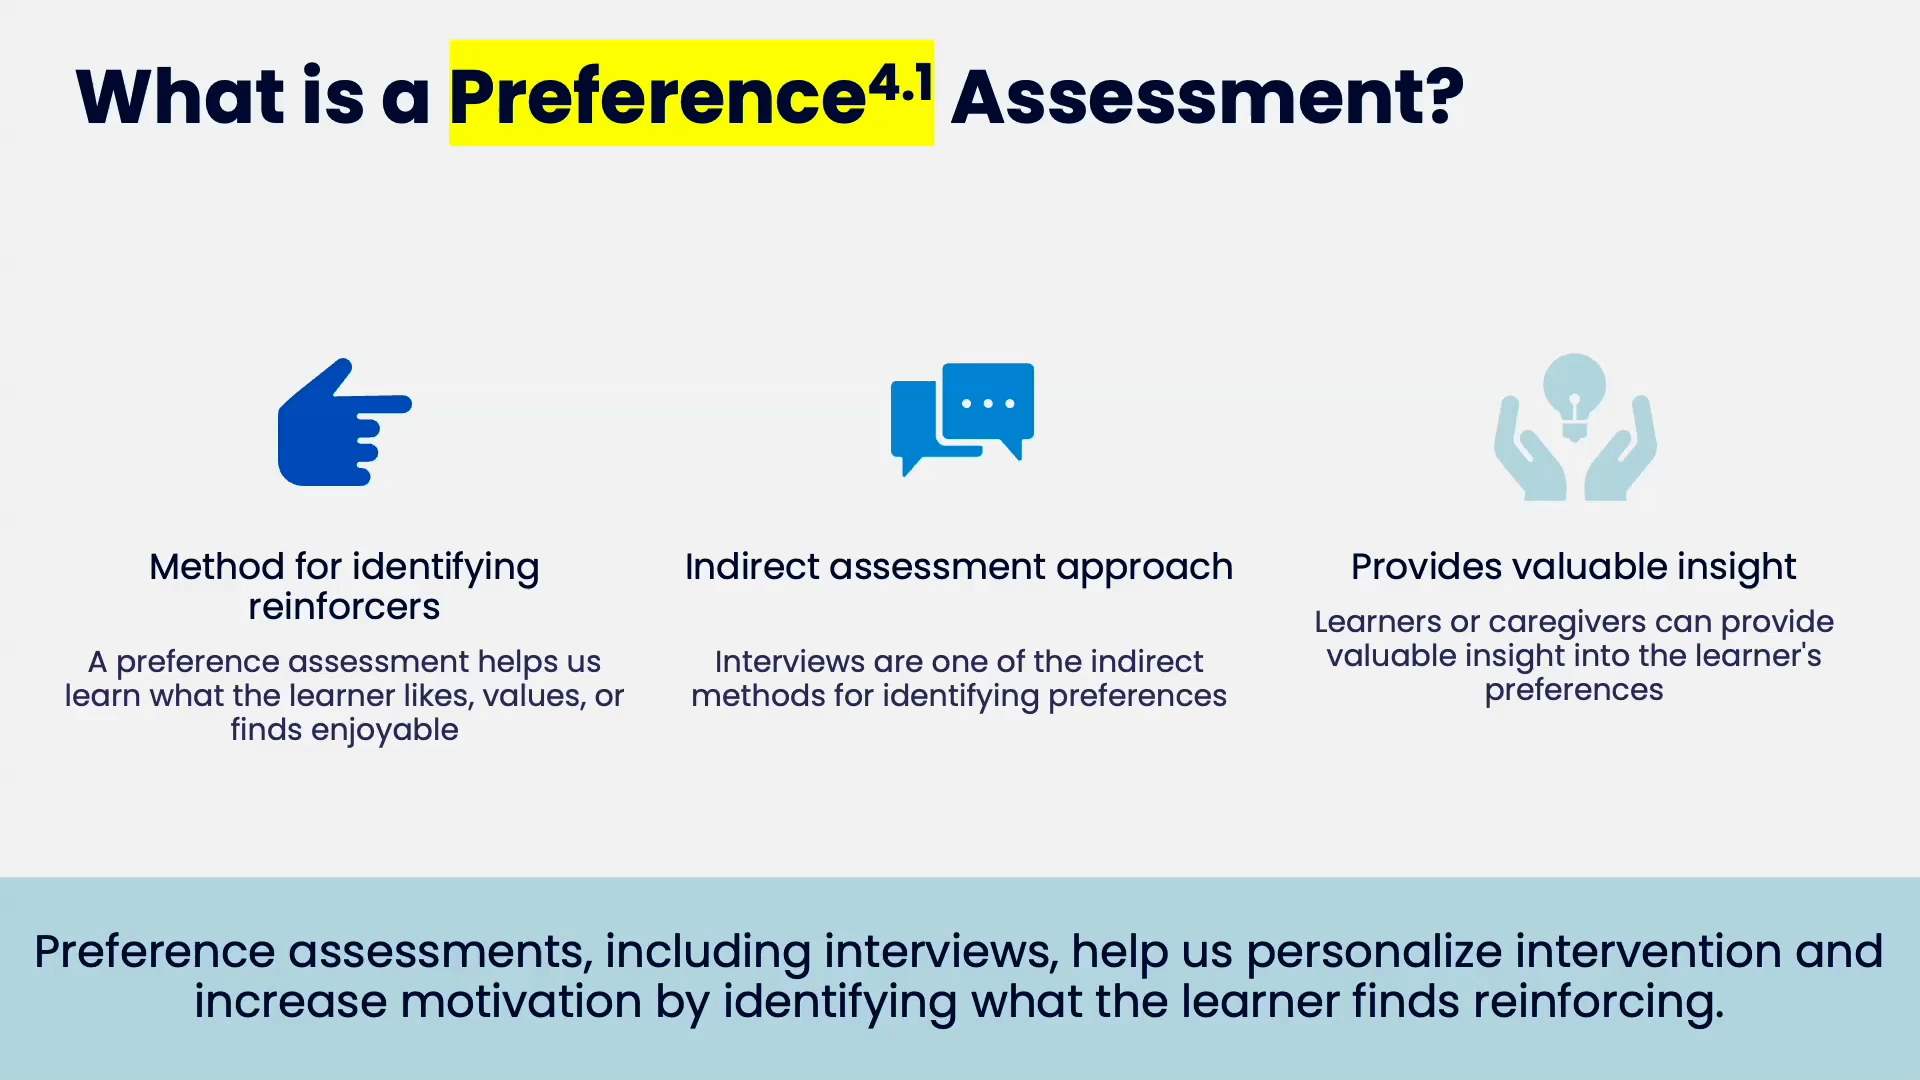 What is a Preference4.1 Assessment?
Method for identifying
reinforcers
A preference assessment helps us
learn what the learner likes, values, or
finds enjoyable
Indirect assessment approach
Interviews are one of the indirect
methods for identifying preferences
Provides valuable insight
Learners or caregivers can provide
valuable insight into the learner's
preferences
Preference assessments, including interviews, help us personalize intervention and
increase motivation by identifying what the learner finds reinforcing.